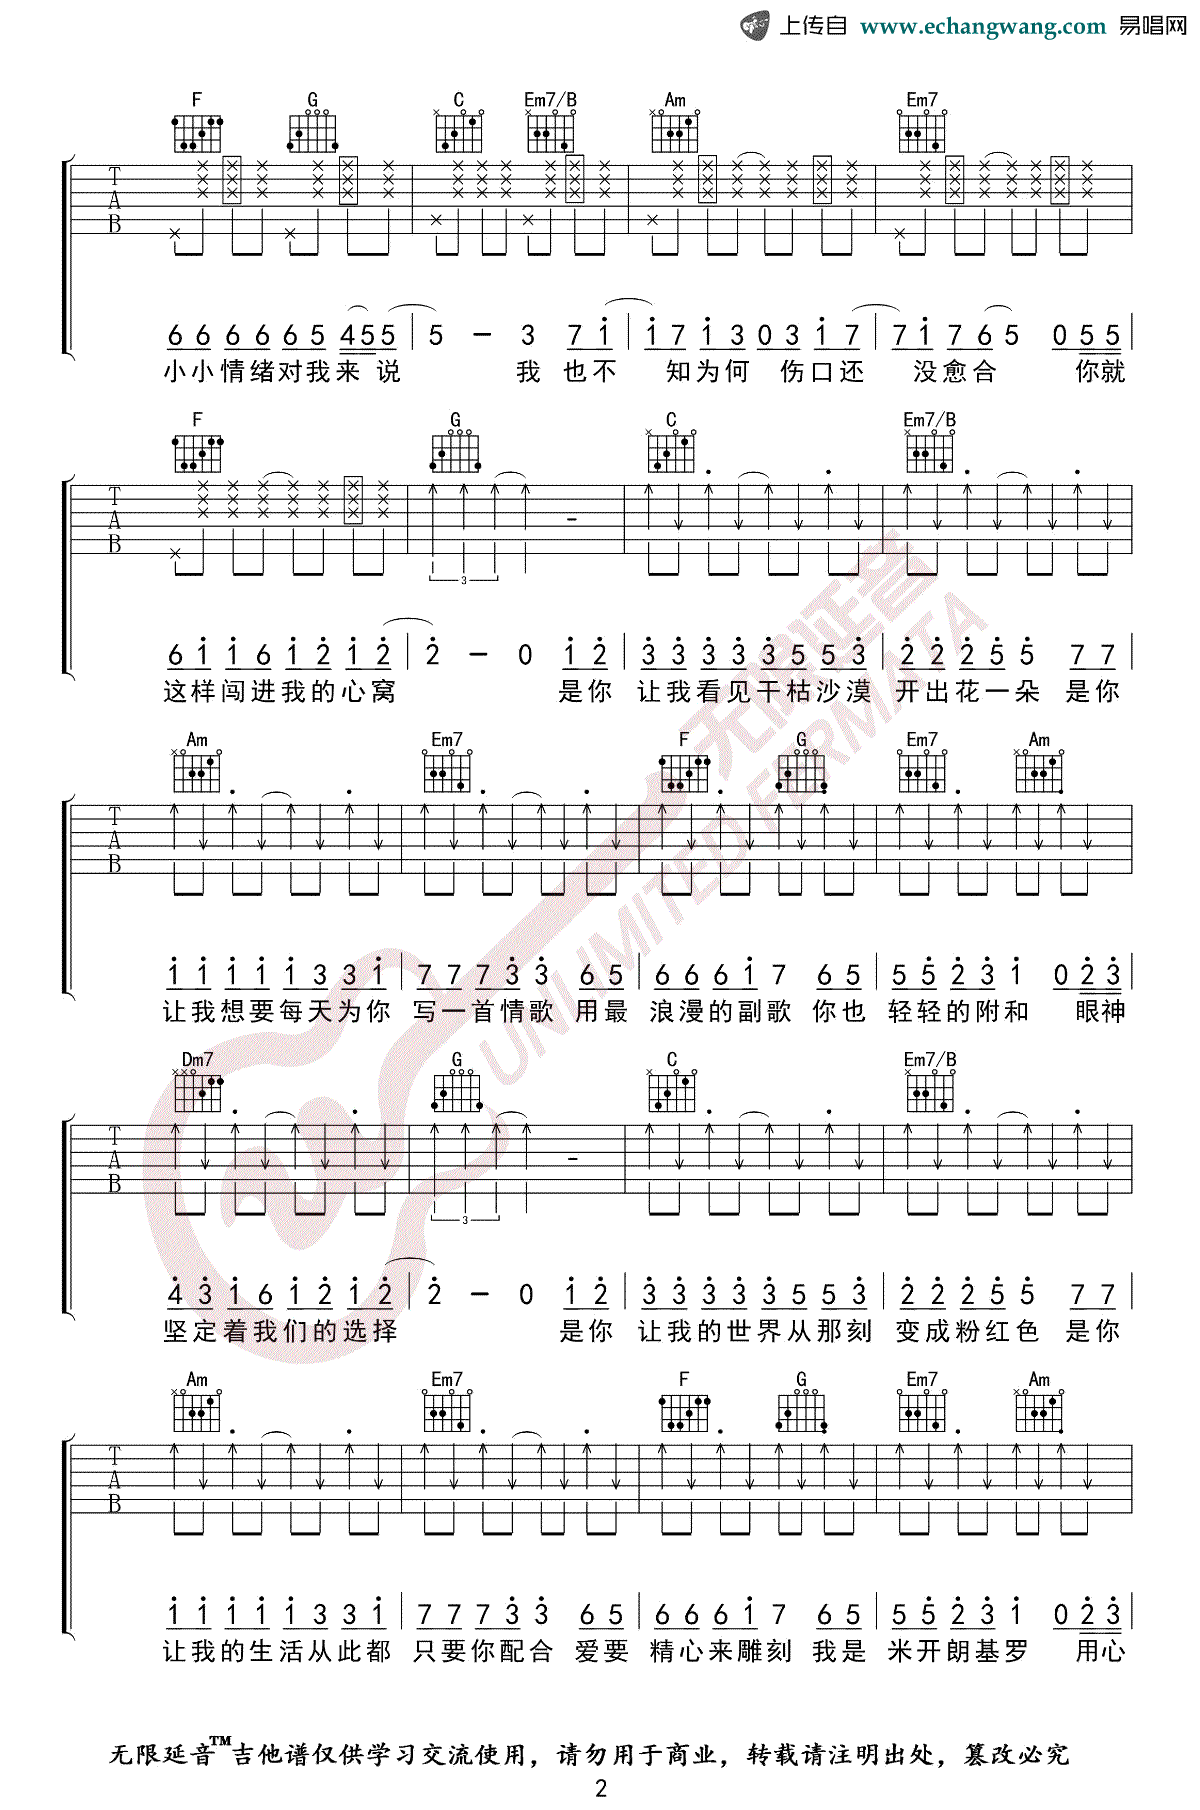 上传自 www.echangwang.com 易唱网
F G C Em7/B Am Em7
T
A
B
6 6 6 6 6 5 4 5 5 | 5 - 3 7 1 | 1 7 1 3 0 3 1 7 | 7 1 7 6 5 0 5 5
小小情绪对我来 说 我 也不 知为何 伤口还 没愈合 你就
F G C Em7/B
T
A
B
3
6 1 1 6 1 2 1 2 | 2 - 0 1 2 | 3 3 3 3 3 5 5 3 | 2 2 2 5 5 7 7
这样闯进我的心窝 是你 让我看见干枯沙漠 开出花一朵 是你
Am Em7 F G Em7 Am
T
A
B
1 1 1 1 1 3 3 1 | 7 7 7 3 3 6 5 | 6 6 6 1 7 6 5 | 5 5 2 3 1 0 2 3
让我想要每天为你 写一首情歌 用最 浪漫的副歌 你也 轻轻的附和 眼神
Dm7 G C Em7/B
T
A
B
3
4 3 1 6 1 2 1 2 | 2 - 0 1 2 | 3 3 3 3 3 5 5 3 | 2 2 2 5 5 7 7
坚定着我们的选择 是你 让我的世界从那刻 变成粉红色 是你
Am Em7 F G Em7 Am
T
A
B
1 1 1 1 1 3 3 1 | 7 7 7 3 3 6 5 | 6 6 6 1 7 6 5 | 5 5 2 3 1 0 2 3
让我的生活从此都 只要你配合 爱要 精心来雕刻 我是 米开朗基罗 用心
无限延音
UNLIMITED FERMATA
无限延音™吉他谱仅供学习交流使用，请勿用于商业，转载请注明出处，篡改必究
2